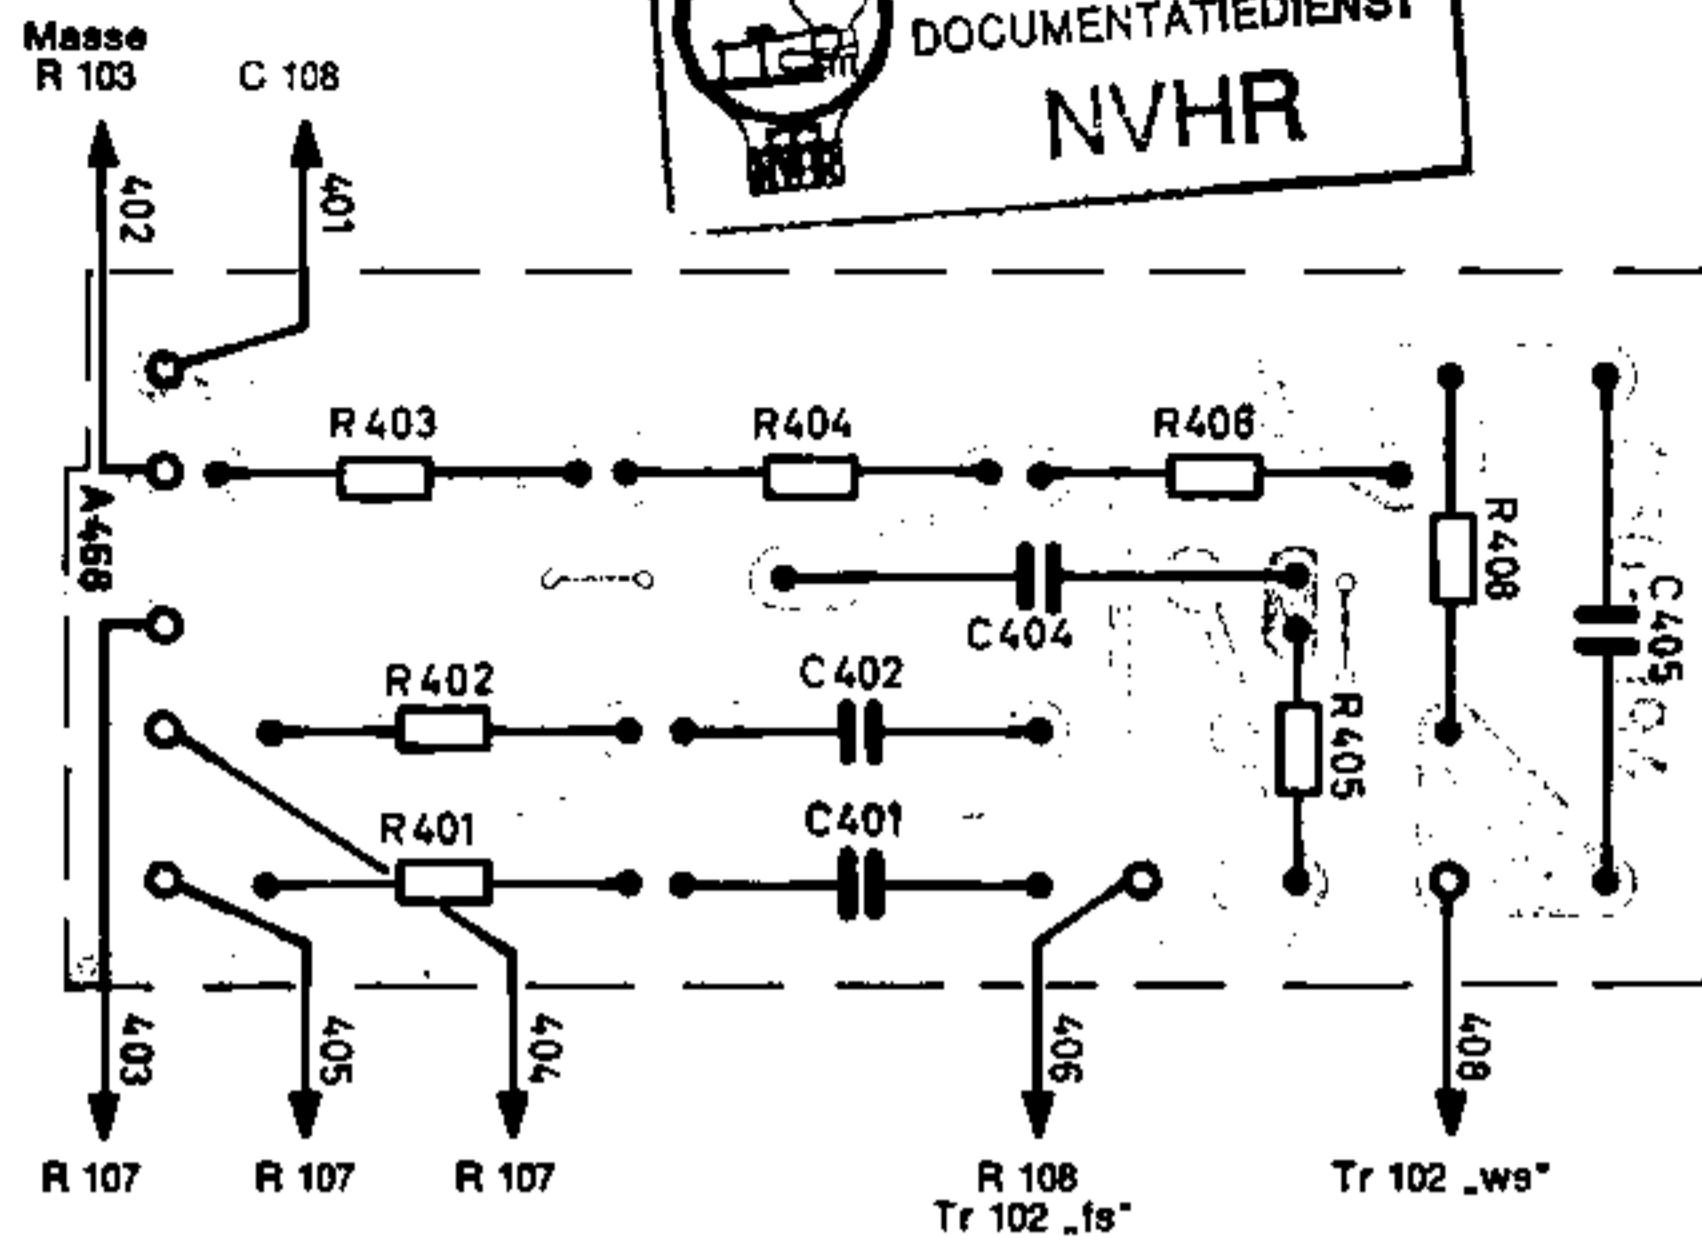 DOCUMENTATIEDIENST
NVHR
Masse
R 103
C 108
402
401
R403
R404
R406
A468
R408
C404
C405
R402
C402
R405
R401
C401
403
405
404
406
408
R 107
R 107
R 107
R 108
Tr 102 „fs"
Tr 102 „ws"